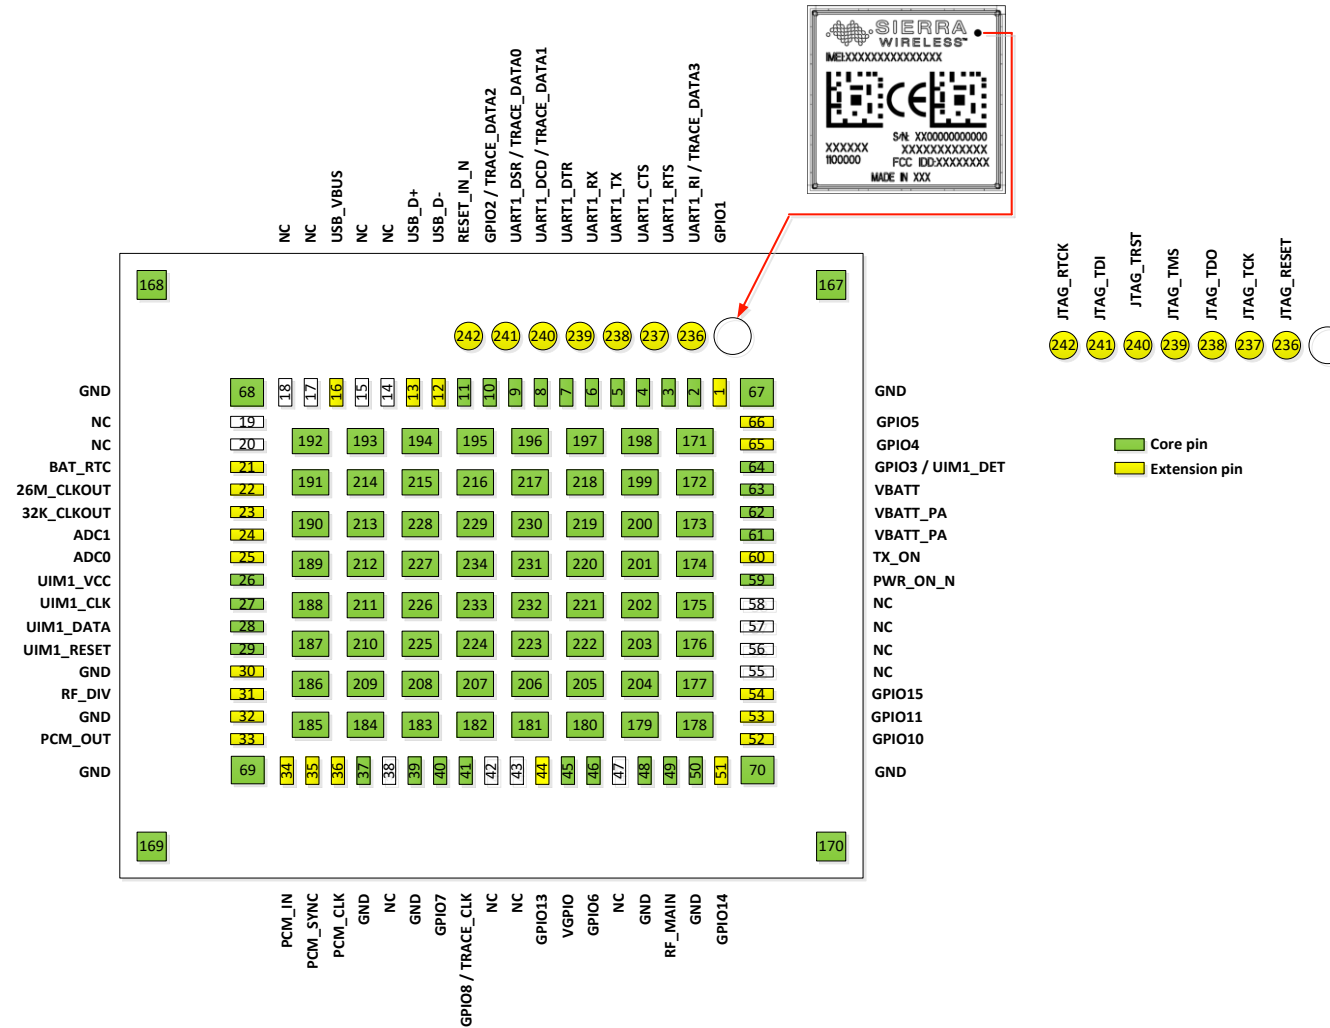 SIERRA
WIRELESS™
IMEI:XXXXXXXXXXXXXXX
CE
S/N: XX00000000000
XXXXXX XXXXXXXXXXXXX
1100000 FCC IDD:XXXXXXXX
MADE IN XXX
NC
NC
USB_VBUS
NC
NC
USB_D+
USB_D-
RESET_IN_N
GPIO2 / TRACE_DATA2
UART1_DSR / TRACE_DATA0
UART1_DCD / TRACE_DATA1
UART1_DTR
UART1_RX
UART1_TX
UART1_CTS
UART1_RTS
UART1_RI / TRACE_DATA3
GPIO1
JTAG_RTCK
JTAG_TDI
JTAG_TRST
JTAG_TMS
JTAG_TDO
JTAG_TCK
JTAG_RESET
242 241 240 239 238 237 236
168 167
242 241 240 239 238 237 236
GND 68 18 17 16 15 14 13 12 11 10 9 8 7 6 5 4 3 2 1 67 GND
NC 19 66 GPIO5
NC 20 192 193 194 195 196 197 198 171 65 GPIO4
BAT_RTC 21 64 GPIO3 / UIM1_DET
26M_CLKOUT 22 191 214 215 216 217 218 199 172 63 VBATT
32K_CLKOUT 23 62 VBATT_PA
ADC1 24 190 213 228 229 230 219 200 173 61 VBATT_PA
ADC0 25 189 212 227 234 231 220 201 174 60 TX_ON
UIM1_VCC 26 59 PWR_ON_N
UIM1_CLK 27 188 211 226 233 232 221 202 175 58 NC
UIM1_DATA 28 57 NC
UIM1_RESET 29 187 210 225 224 223 222 203 176 56 NC
GND 30 55 NC
RF_DIV 31 186 209 208 207 206 205 204 177 54 GPIO15
GND 32 185 184 183 182 181 180 179 178 53 GPIO11
PCM_OUT 33 52 GPIO10
GND 69 34 35 36 37 38 39 40 41 42 43 44 45 46 47 48 49 50 51 70 GND
169 170
PCM_IN
PCM_SYNC
PCM_CLK
GND
NC
GND
GPIO7
GPIO8 / TRACE_CLK
NC
NC
GPIO13
VGPIO
GPIO6
NC
GND
RF_MAIN
GND
GPIO14
Core pin
Extension pin